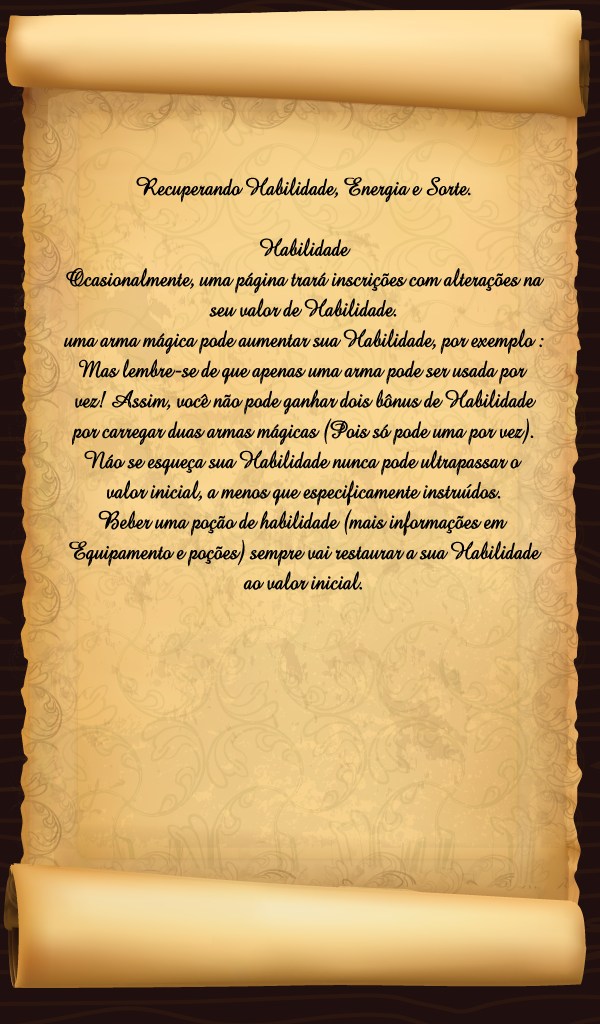 Recuperando Habilidade, Energia e Sorte.
Habilidade
Ocasionalmente, uma página trará inscrições com alterações na
seu valor de Habilidade.
uma arma mágica pode aumentar sua Habilidade, por exemplo :
Mas lembre-se de que apenas uma arma pode ser usada por
vez! Assim, você não pode ganhar dois bônus de Habilidade
por carregar duas armas mágicas (Pois só pode uma por vez).
Náo se esqueça sua Habilidade nunca pode ultrapassar o
valor inicial, a menos que especificamente instruídos.
Beber uma poção de habilidade (mais informações em
Equipamento e poções) sempre vai restaurar a sua Habilidade
ao valor inicial.